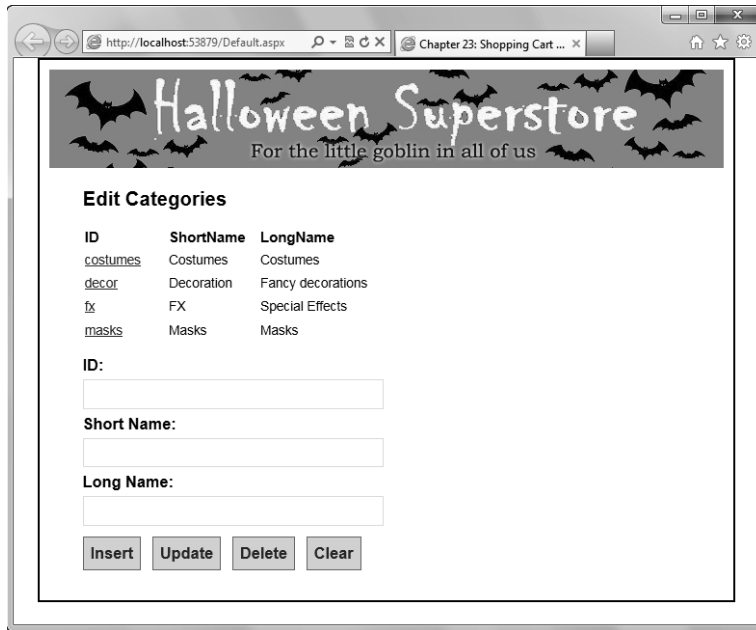 http://localhost:53879/Default.aspx
Chapter 23: Shopping Cart ...
Halloween Superstore
For the little goblin in all of us
Edit Categories
ID ShortName LongName
costumes Costumes Costumes
decor Decoration Fancy decorations
fx FX Special Effects
masks Masks Masks
ID:
Short Name:
Long Name:
Insert Update Delete Clear